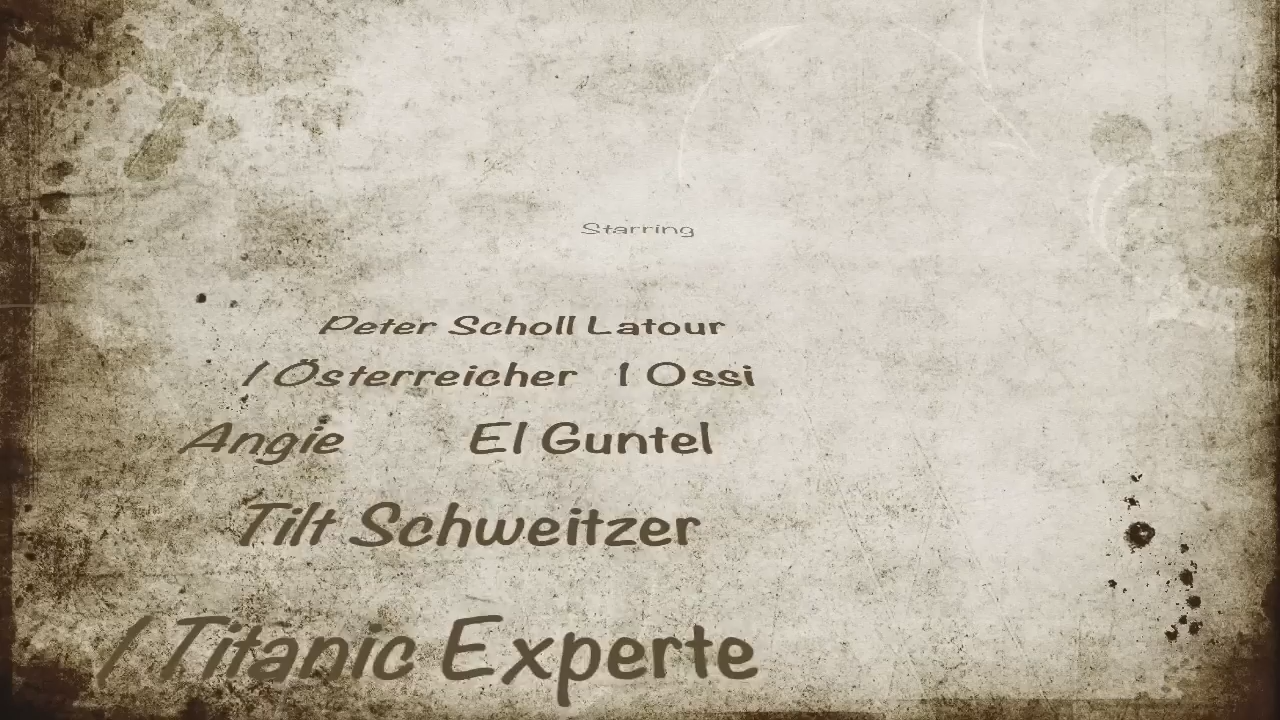 Starring
Peter Scholl Latour
1 Österreicher 1 Ossi
Angie El Guntel
Tilt Schweitzer
1 Titanic Experte